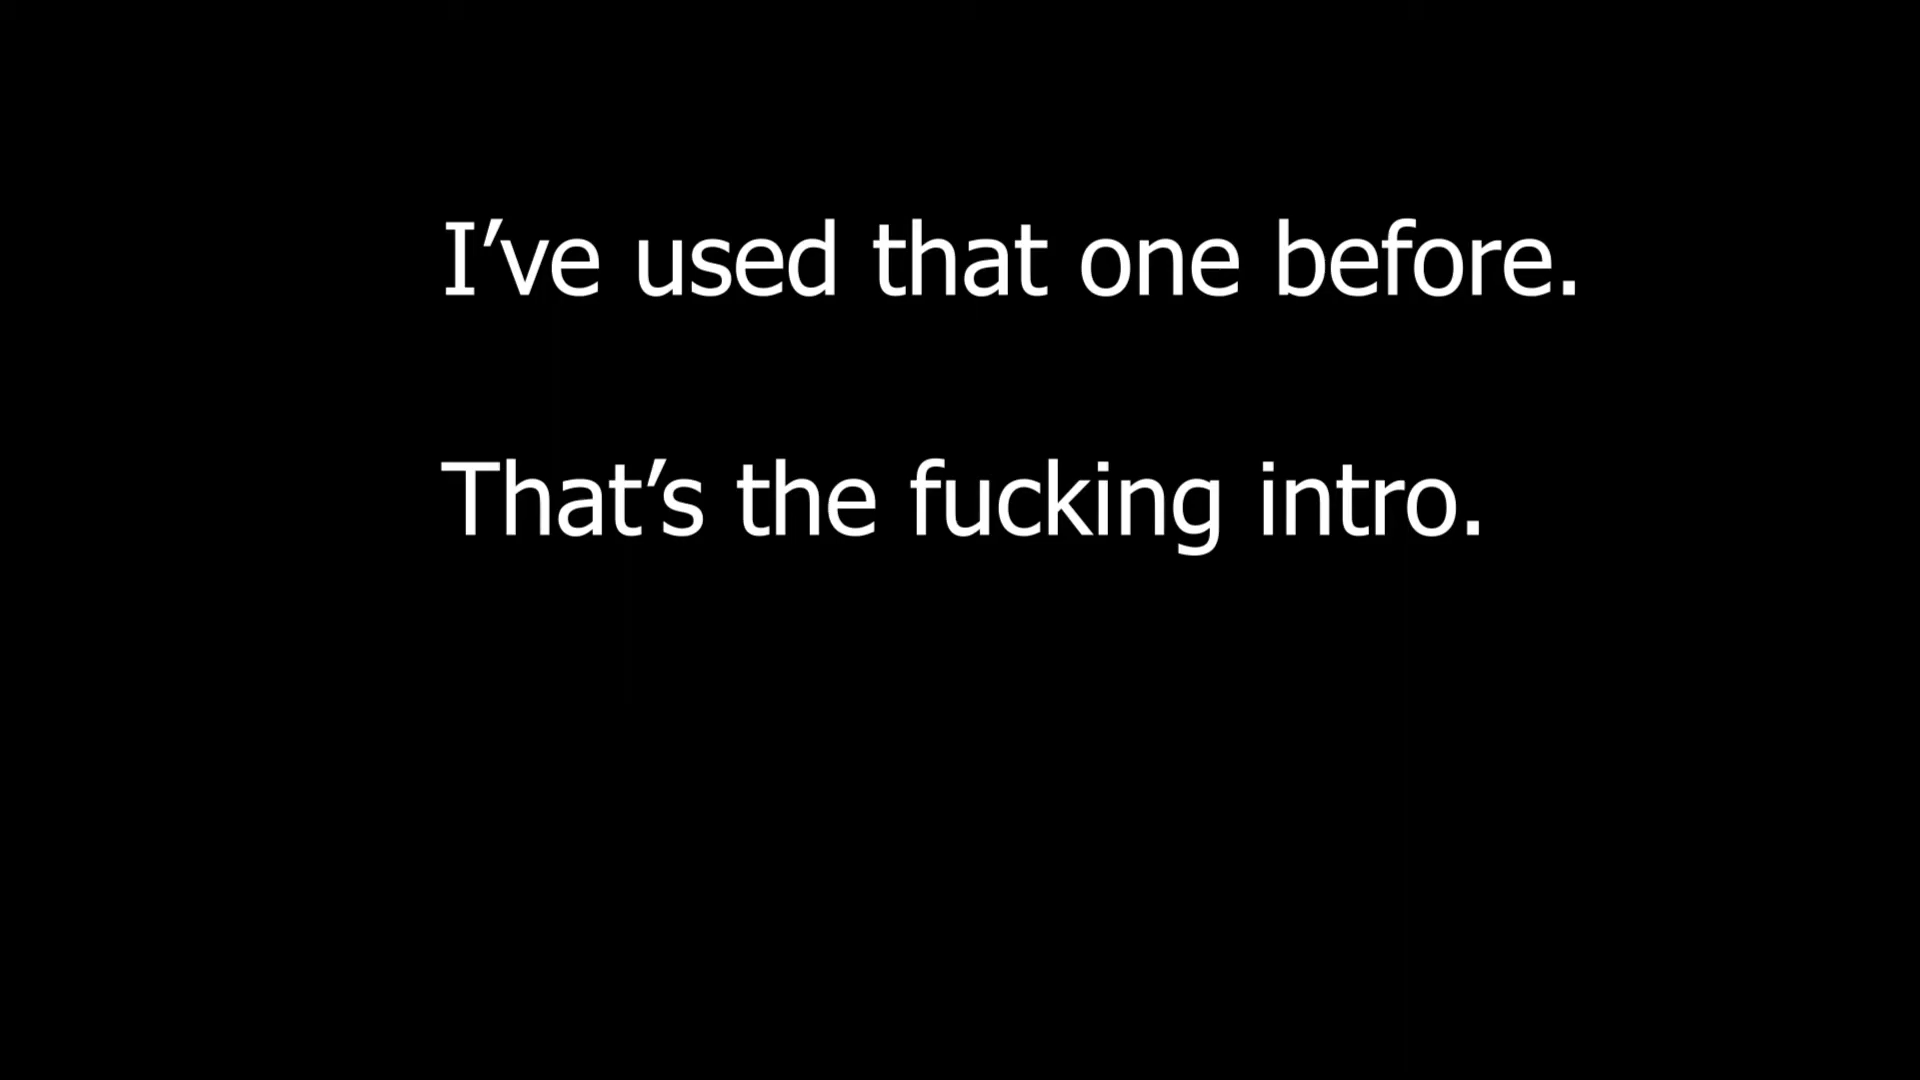 I’ve used that one before.
That’s the fucking intro.